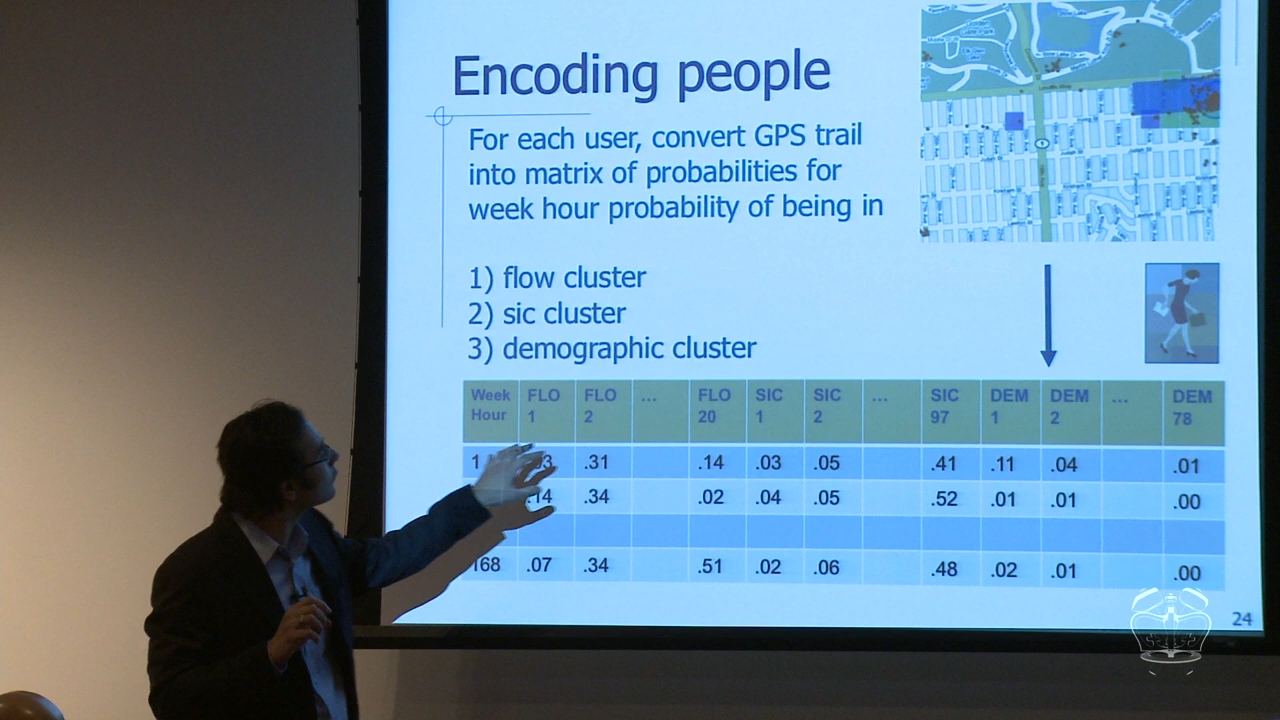 Encoding people
For each user, convert GPS trail
into matrix of probabilities for
week hour probability of being in
1) flow cluster
2) sic cluster
3) demographic cluster
Week Hour FLO 1 FLO 2 ... FLO 20 SIC 1 SIC 2 ... SIC 97 DEM 1 DEM 2 ... DEM 78
1 .31 .14 .03 .05 .41 .11 .04 .01
.14 .34 .02 .04 .05 .52 .01 .01 .00
168 .07 .34 .51 .02 .06 .48 .02 .01 .00
24